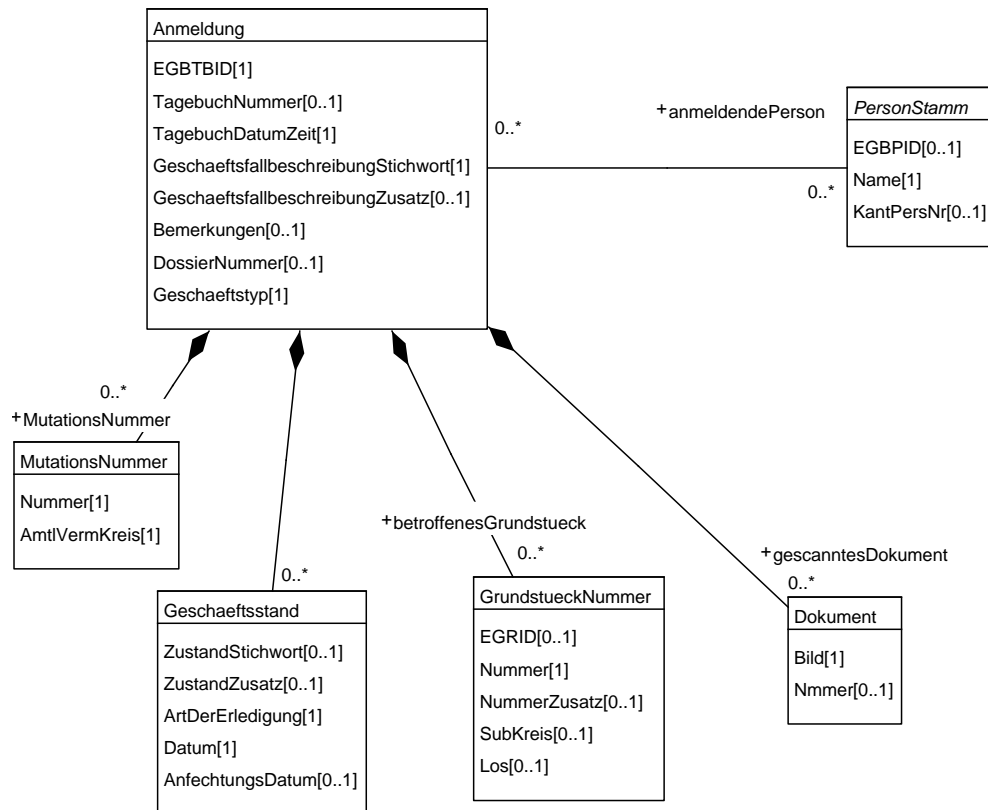 Anmeldung
EGBTBID[1]
TagebuchNummer[0..1]
TagebuchDatumZeit[1]
GeschaeftsfallbeschreibungStichwort[1]
GeschaeftsfallbeschreibungZusatz[0..1]
Bemerkungen[0..1]
DossierNummer[0..1]
Geschaeftstyp[1]
0..*
+anmeldendePerson
0..*
PersonStamm
EGBPID[0..1]
Name[1]
KantPersNr[0..1]
0..*
+MutationsNummer
MutationsNummer
Nummer[1]
AmtlVermKreis[1]
0..*
Geschaeftsstand
ZustandStichwort[0..1]
ZustandZusatz[0..1]
ArtDerErledigung[1]
Datum[1]
AnfechtungsDatum[0..1]
+betroffenesGrundstueck
0..*
GrundstueckNummer
EGRID[0..1]
Nummer[1]
NummerZusatz[0..1]
SubKreis[0..1]
Los[0..1]
+gescanntesDokument
0..*
Dokument
Bild[1]
Nmmer[0..1]